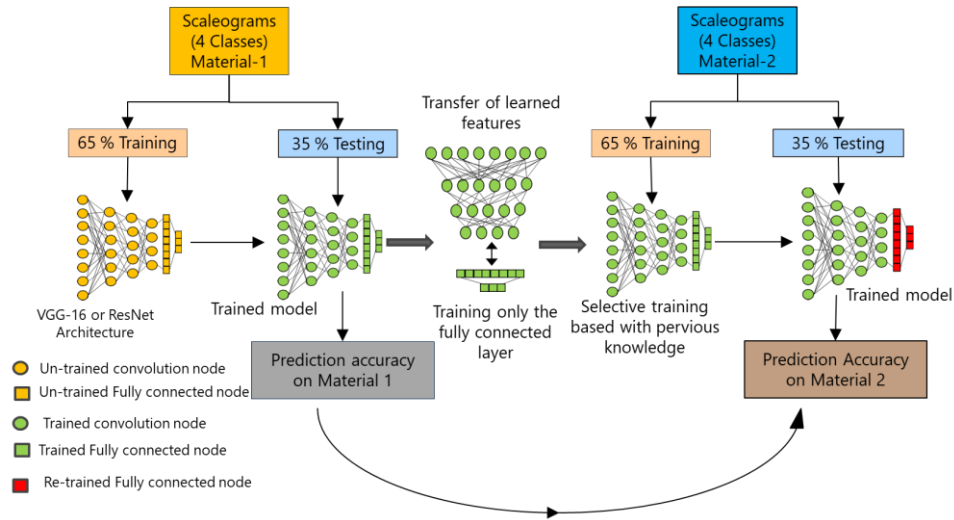 Scaleograms
(4 Classes)
Material-1
65 % Training
35 % Testing
VGG-16 or ResNet
Architecture
Trained model
Prediction accuracy
on Material 1
Transfer of learned
features
Training only the
fully connected
layer
Scaleograms
(4 Classes)
Material-2
65 % Training
35 % Testing
Selective training
based with pervious
knowledge
Trained model
Prediction Accuracy
on Material 2
Un-trained convolution node
Un-trained Fully connected node
Trained convolution node
Trained Fully connected node
Re-trained Fully connected node